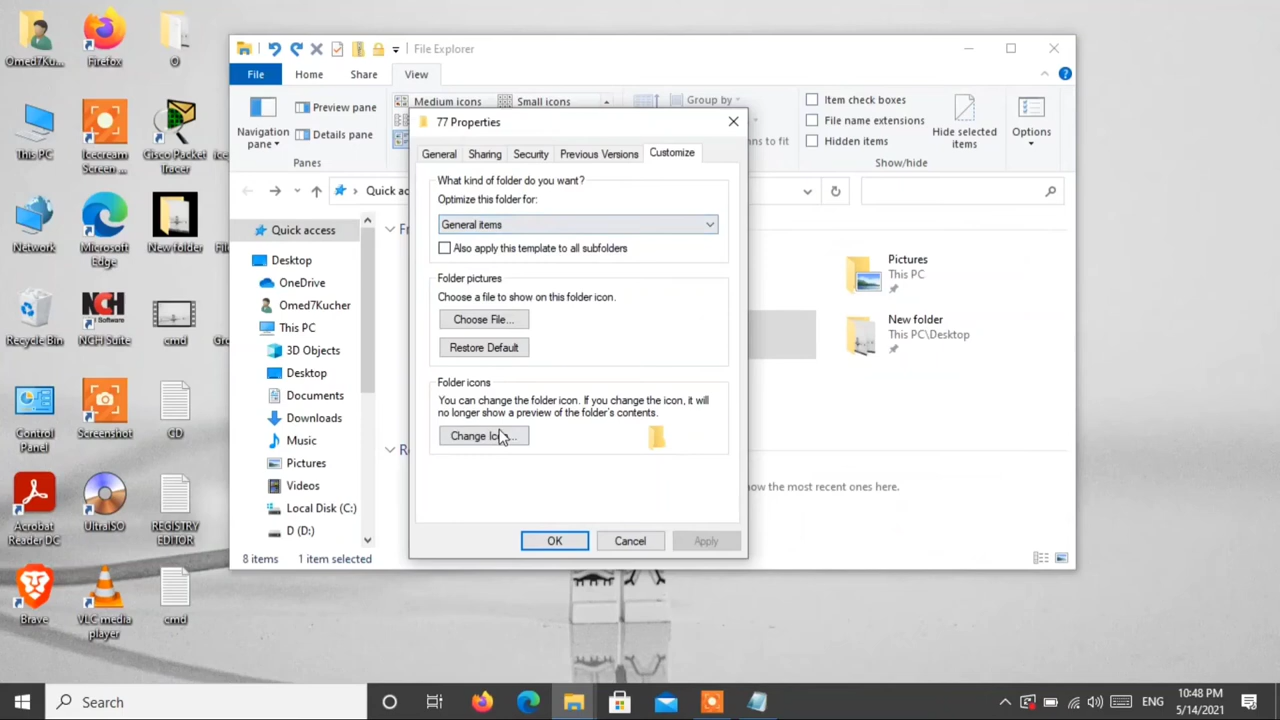 Omed7Ku...
Firefox
O
This PC
Icecream
Screen ...
Cisco Packet
Tracer
Network
Microsoft
Edge
New folder
Recycle Bin
NCH Software
NCH Suite
cmd
Control
Panel
Screenshot
CD
Acrobat
Reader DC
UltraISO
REGISTRY
EDITOR
Brave
VLC media
player
cmd
File Explorer
File
Home
Share
View
Navigation
pane
Preview pane
Details pane
Panes
Medium icons
Small icons
Group by
Item check boxes
File name extensions
Hidden items
Hide selected
items
Options
Show/hide
Quick ac
Quick access
Desktop
OneDrive
Omed7Kucher
This PC
3D Objects
Desktop
Documents
Downloads
Music
Pictures
Videos
Local Disk (C:)
D (D:)
8 items
1 item selected
77 Properties
General
Sharing
Security
Previous Versions
Customize
What kind of folder do you want?
Optimize this folder for:
General items
Also apply this template to all subfolders
Folder pictures
Choose a file to show on this folder icon.
Choose File...
Restore Default
Folder icons
You can change the folder icon. If you change the icon, it will
no longer show a preview of the folder's contents.
Change
OK
Cancel
Apply
to fit
Pictures
This PC
New folder
This PC\Desktop
the most recent ones here.
Search
ENG
10:48 PM
5/14/2021